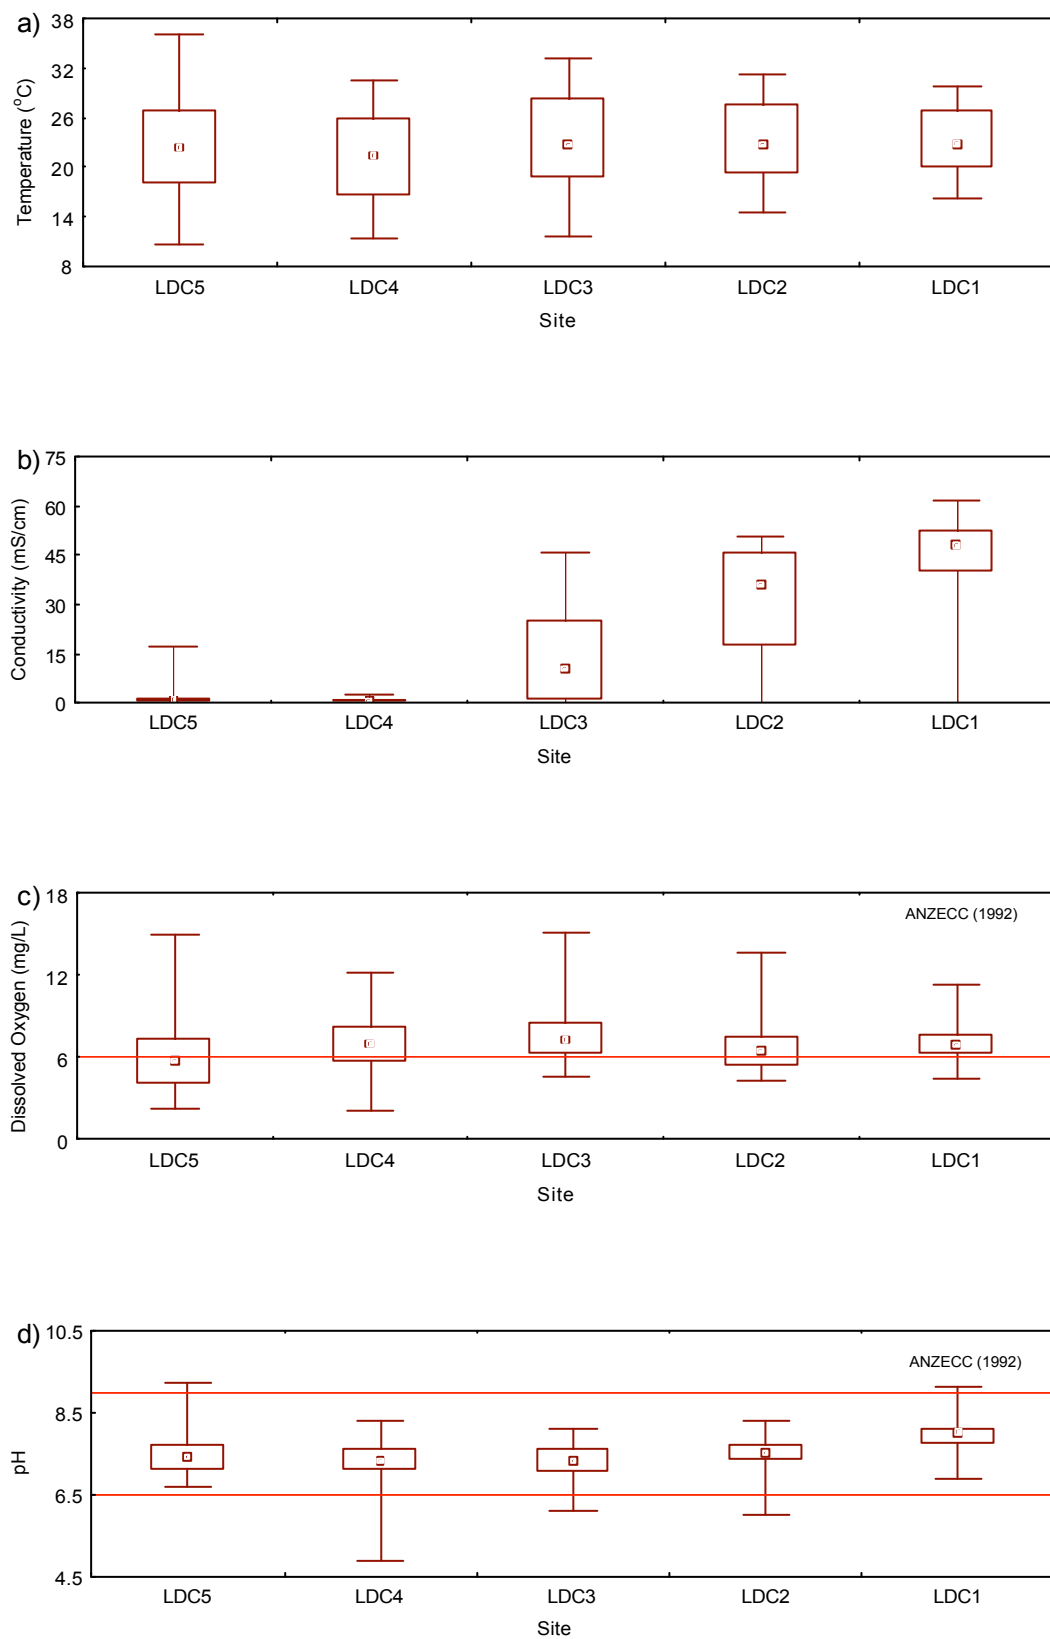 a)
Temperature (°C)
38
32
26
20
14
8
LDC5 LDC4 LDC3 LDC2 LDC1
Site
b)
Conductivity (mS/cm)
75
60
45
30
15
0
LDC5 LDC4 LDC3 LDC2 LDC1
Site
c)
Dissolved Oxygen (mg/L)
18
12
6
0
ANZECC (1992)
LDC5 LDC4 LDC3 LDC2 LDC1
Site
d)
pH
10.5
8.5
6.5
4.5
ANZECC (1992)
LDC5 LDC4 LDC3 LDC2 LDC1
Site